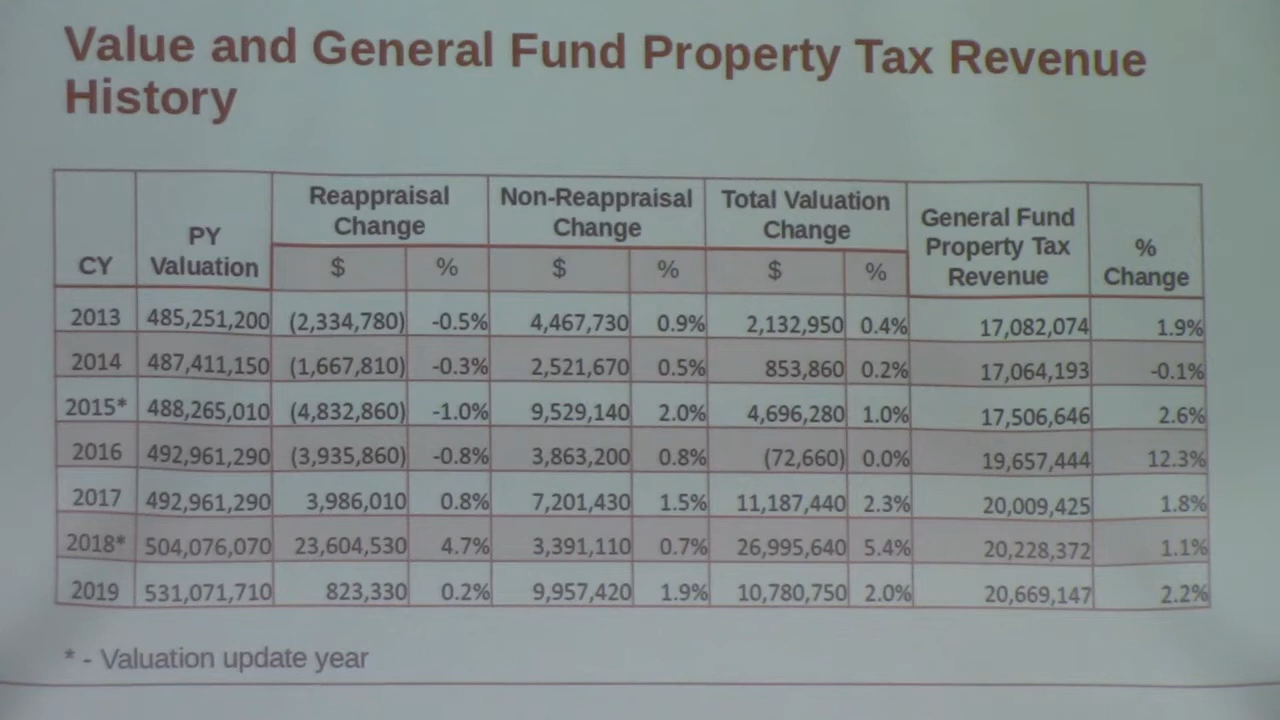 Value and General Fund Property Tax Revenue
History
CY PY Valuation Reappraisal Change Non-Reappraisal Change Total Valuation Change General Fund Property Tax Revenue % Change
$ % $ % $ %
2013 485,251,200 (2,334,780) -0.5% 4,467,730 0.9% 2,132,950 0.4% 17,082,074 1.9%
2014 487,411,150 (1,667,810) -0.3% 2,521,670 0.5% 853,860 0.2% 17,064,193 -0.1%
2015* 488,265,010 (4,832,860) -1.0% 9,529,140 2.0% 4,696,280 1.0% 17,506,646 2.6%
2016 492,961,290 (3,935,860) -0.8% 3,863,200 0.8% (72,660) 0.0% 19,657,444 12.3%
2017 492,961,290 3,986,010 0.8% 7,201,430 1.5% 11,187,440 2.3% 20,009,425 1.8%
2018* 504,076,070 23,604,530 4.7% 3,391,110 0.7% 26,995,640 5.4% 20,228,372 1.1%
2019 531,071,710 823,330 0.2% 9,957,420 1.9% 10,780,750 2.0% 20,669,147 2.2%
* - Valuation update year